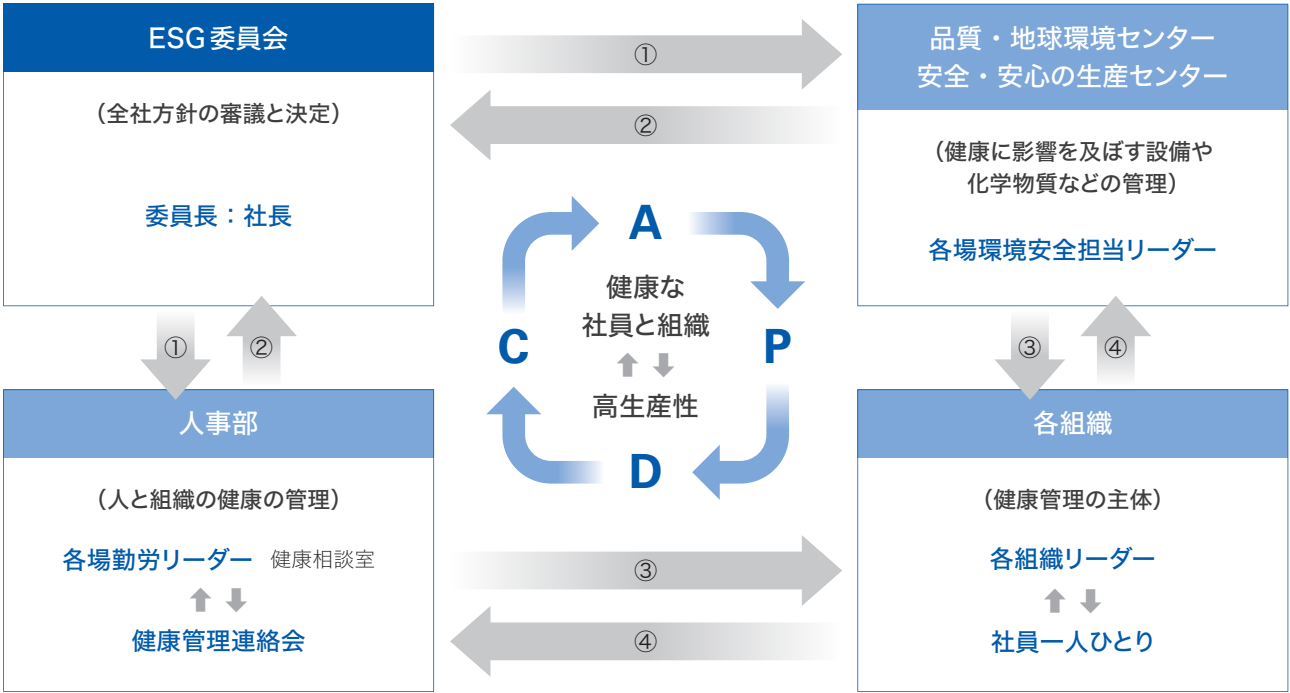 ESG委員会
（全社方針の審議と決定）
委員長：社長
①
②
品質・地球環境センター
安全・安心の生産センター
（健康に影響を及ぼす設備や
化学物質などの管理）
各場環境安全担当リーダー
①
②
A
P
D
C
健康な
社員と組織
高生産性
③
④
人事部
（人と組織の健康の管理）
各場勤労リーダー 健康相談室
健康管理連絡会
③
④
各組織
（健康管理の主体）
各組織リーダー
社員一人ひとり